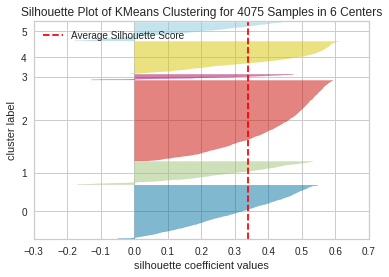 Silhouette Plot of KMeans Clustering for 4075 Samples in 6 Centers
Average Silhouette Score
cluster label
5
4
3
2
1
0
−0.3 −0.2 −0.1 0.0 0.1 0.2 0.3 0.4 0.5 0.6 0.7
silhouette coefficient values